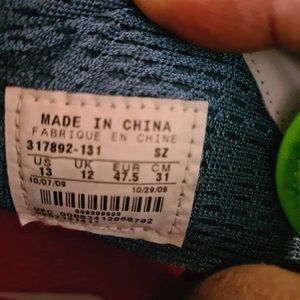 MADE IN CHINA
FABRIQUE EN CHINE
317892-131 SZ
US UK EUR CM
13 12 47.5 31
10/07/09 10/29/09